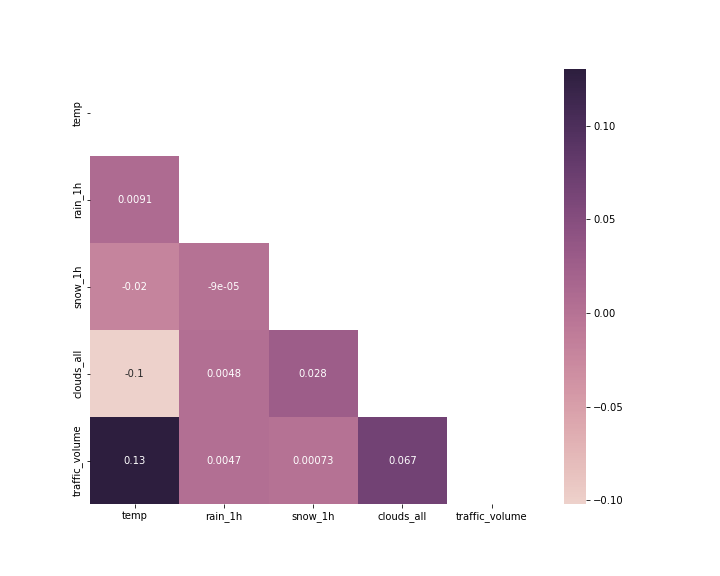 temp
rain_1h
0.0091
snow_1h
-0.02 -9e-05
clouds_all
-0.1 0.0048 0.028
traffic_volume
0.13 0.0047 0.00073 0.067
temp rain_1h snow_1h clouds_all traffic_volume
0.10
0.05
0.00
−0.05
−0.10